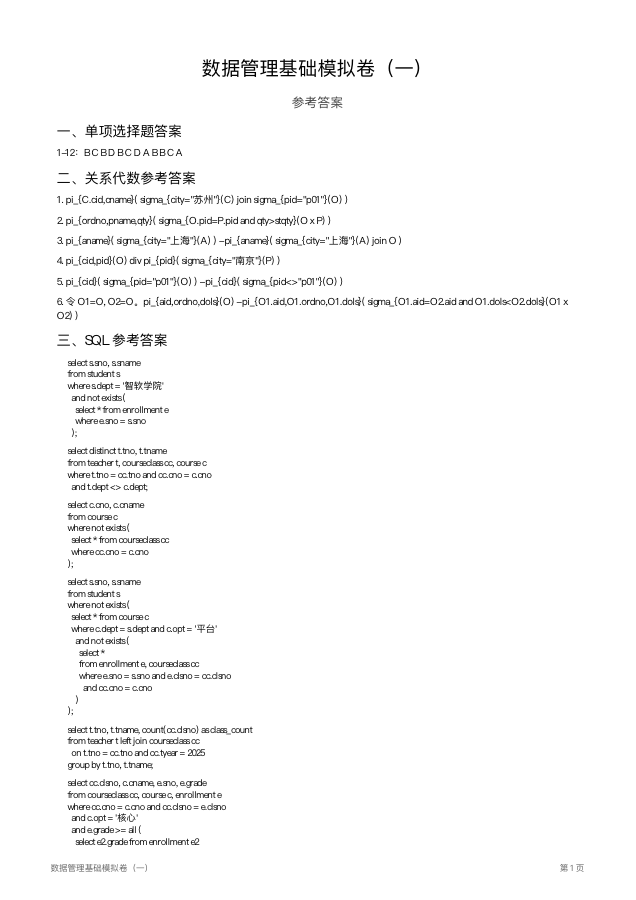 数据管理基础模拟卷（一）
参考答案
一、单项选择题答案
1–12：B C B D B C D A B B C A
二、关系代数参考答案
1. pi_{C.cid,cname}( sigma_{city="苏州"}(C) join sigma_{pid="p01"}(O) )
2. pi_{ordno,pname,qty}( sigma_{O.pid=P.pid and qty>stqty}(O x P) )
3. pi_{aname}( sigma_{city="上海"}(A) ) – pi_{aname}( sigma_{city="上海"}(A) join O )
4. pi_{cid,pid}(O) div pi_{pid}( sigma_{city="南京"}(P) )
5. pi_{cid}( sigma_{pid="p01"}(O) ) – pi_{cid}( sigma_{pid<>"p01"}(O) )
6. 令 O1=O, O2=O。pi_{aid,ordno,dols}(O) – pi_{O1.aid,O1.ordno,O1.dols}( sigma_{O1.aid=O2.aid and O1.dols<O2.dols}(O1 x
O2) )
三、SQL 参考答案
select s.sno, s.sname
from student s
where s.dept = '智软学院'
and not exists (
select * from enrollment e
where e.sno = s.sno
);
select distinct t.tno, t.tname
from teacher t, courseclass cc, course c
where t.tno = cc.tno and cc.cno = c.cno
and t.dept <> c.dept;
select c.cno, c.cname
from course c
where not exists (
select * from courseclass cc
where cc.cno = c.cno
);
select s.sno, s.sname
from student s
where not exists (
select * from course c
where c.dept = s.dept and c.opt = '平台'
and not exists (
select *
from enrollment e, courseclass cc
where e.sno = s.sno and e.clsno = cc.clsno
and cc.cno = c.cno
)
);
select t.tno, t.tname, count(cc.clsno) as class_count
from teacher t left join courseclass cc
on t.tno = cc.tno and cc.tyear = 2025
group by t.tno, t.tname;
select cc.clsno, c.cname, e.sno, e.grade
from courseclass cc, course c, enrollment e
where cc.cno = c.cno and cc.clsno = e.clsno
and c.opt = '核心'
and e.grade >= all (
select e2.grade from enrollment e2
数据管理基础模拟卷（一）
第 1 页